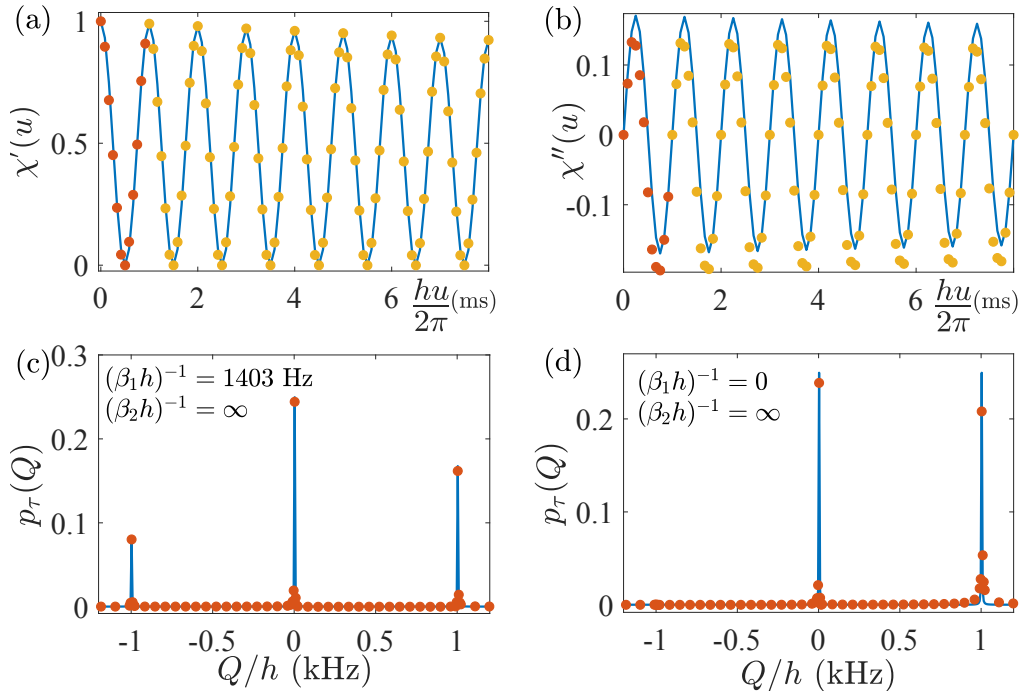 (a)
χ′(u)
1
0.5
0
0 2 4 6
hu/2π (ms)
(b)
χ″(u)
0.1
0
-0.1
0 2 4 6
hu/2π (ms)
(c)
(β₁h)⁻¹ = 1403 Hz
(β₂h)⁻¹ = ∞
p_τ(Q)
0.3
0.2
0.1
0
-1 -0.5 0 0.5 1
Q/h (kHz)
(d)
(β₁h)⁻¹ = 0
(β₂h)⁻¹ = ∞
p_τ(Q)
0.2
0.1
0
-1 -0.5 0 0.5 1
Q/h (kHz)